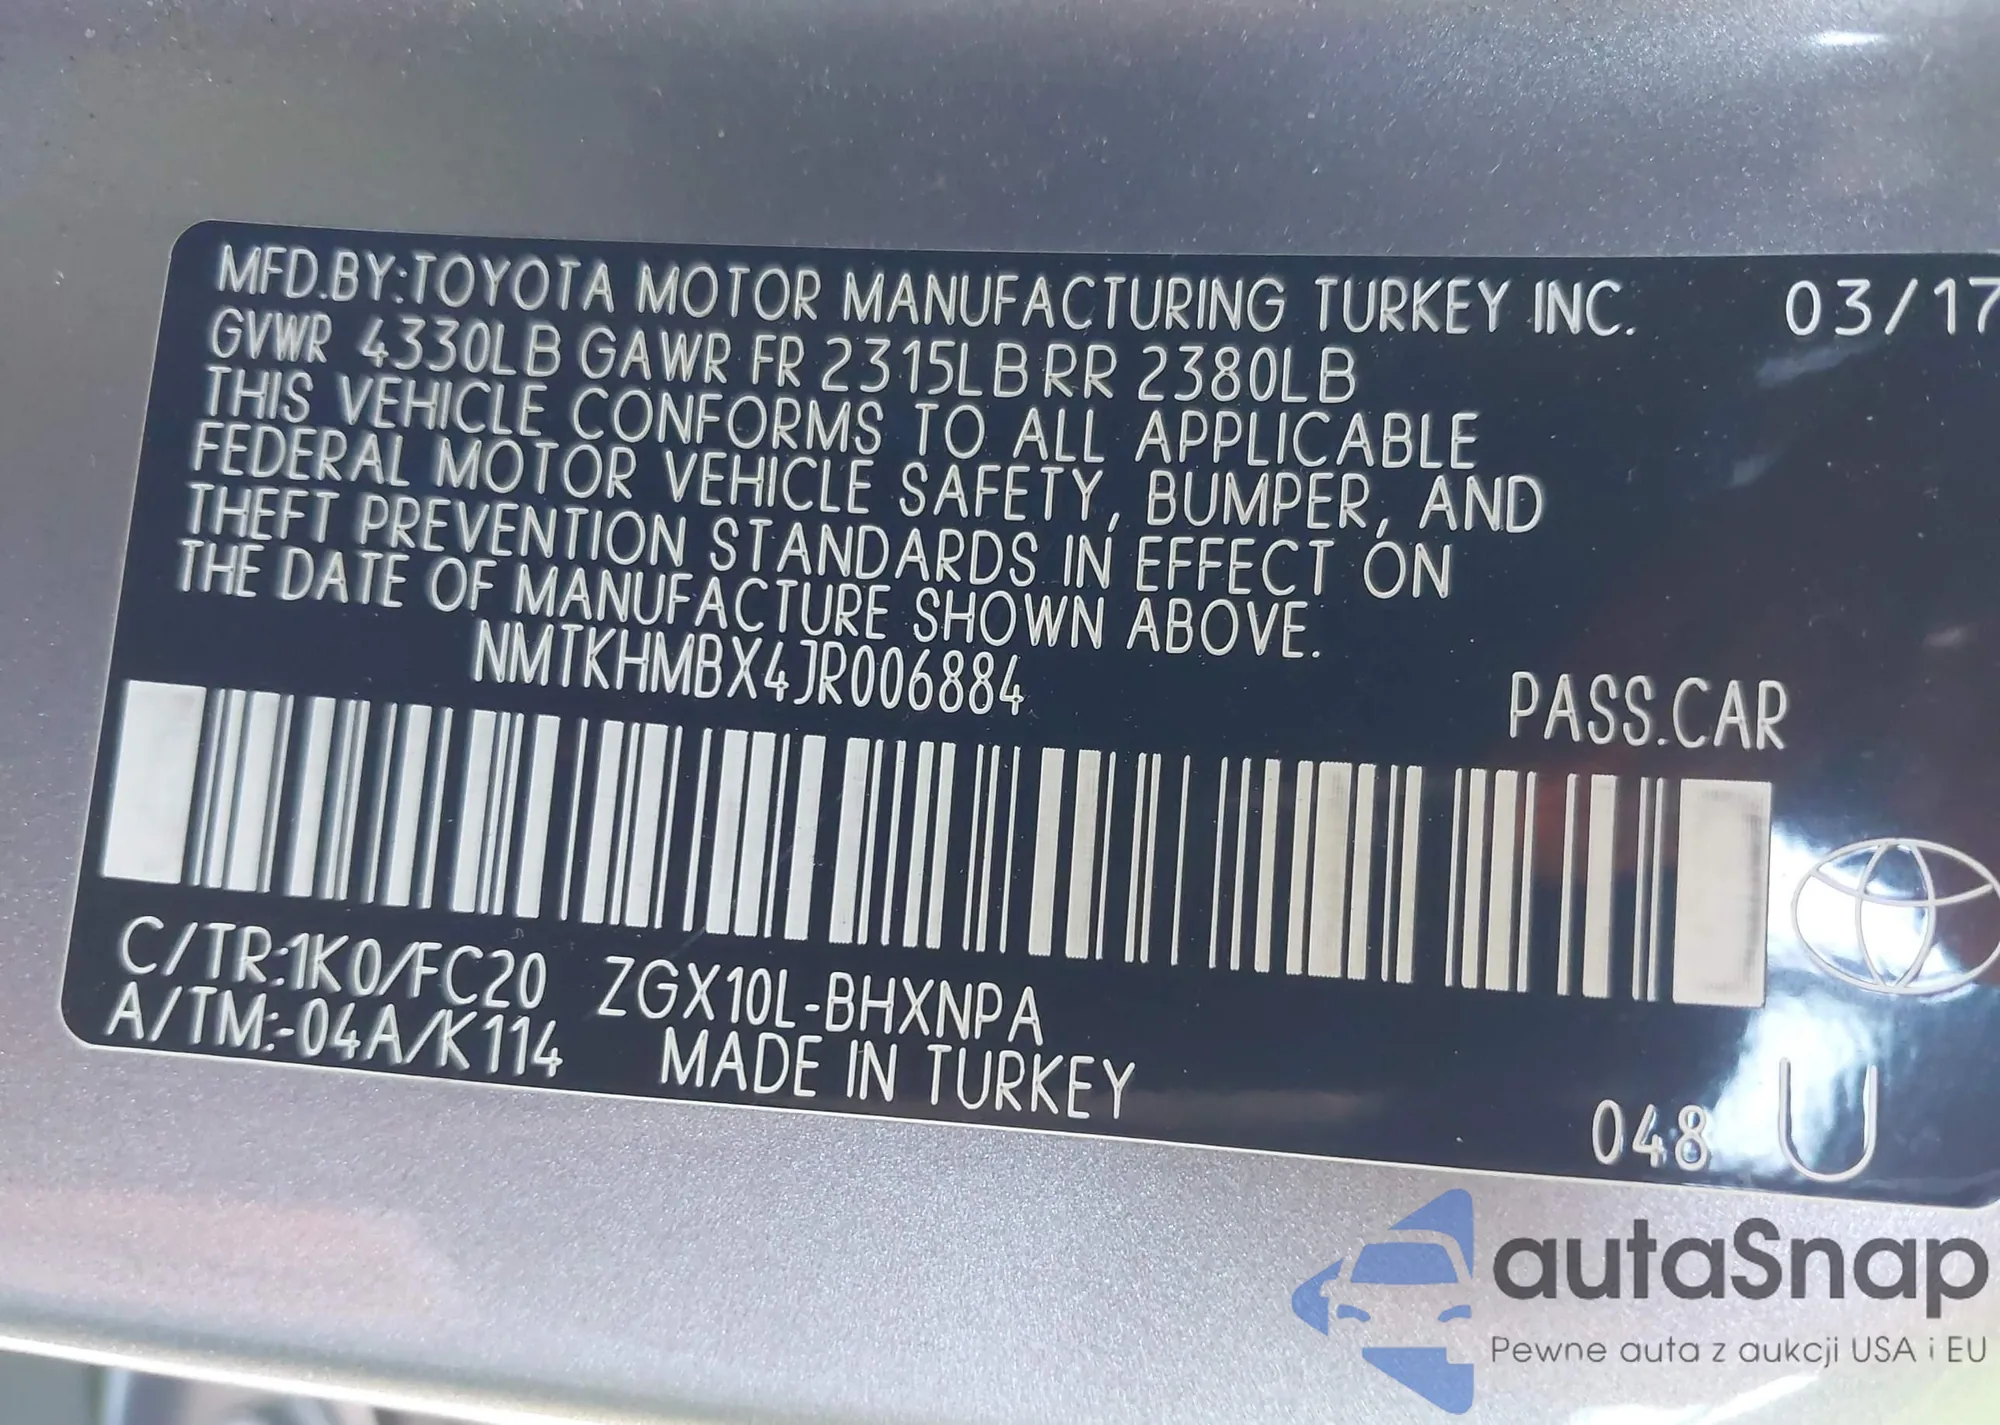 MFD.BY:TOYOTA MOTOR MANUFACTURING TURKEY INC. 03/17
GVWR 4330LB GAWR FR 2315LB RR 2380LB
THIS VEHICLE CONFORMS TO ALL APPLICABLE
FEDERAL MOTOR VEHICLE SAFETY, BUMPER, AND
THEFT PREVENTION STANDARDS IN EFFECT ON
THE DATE OF MANUFACTURE SHOWN ABOVE.
NMTKHMBX4JR006884
PASS.CAR
C/TR:1K0/FC20 ZGX10L-BHXNPA
A/TM:-04A/K114 MADE IN TURKEY
048 U
autaSnap
Pewne auta z aukcji USA i EU